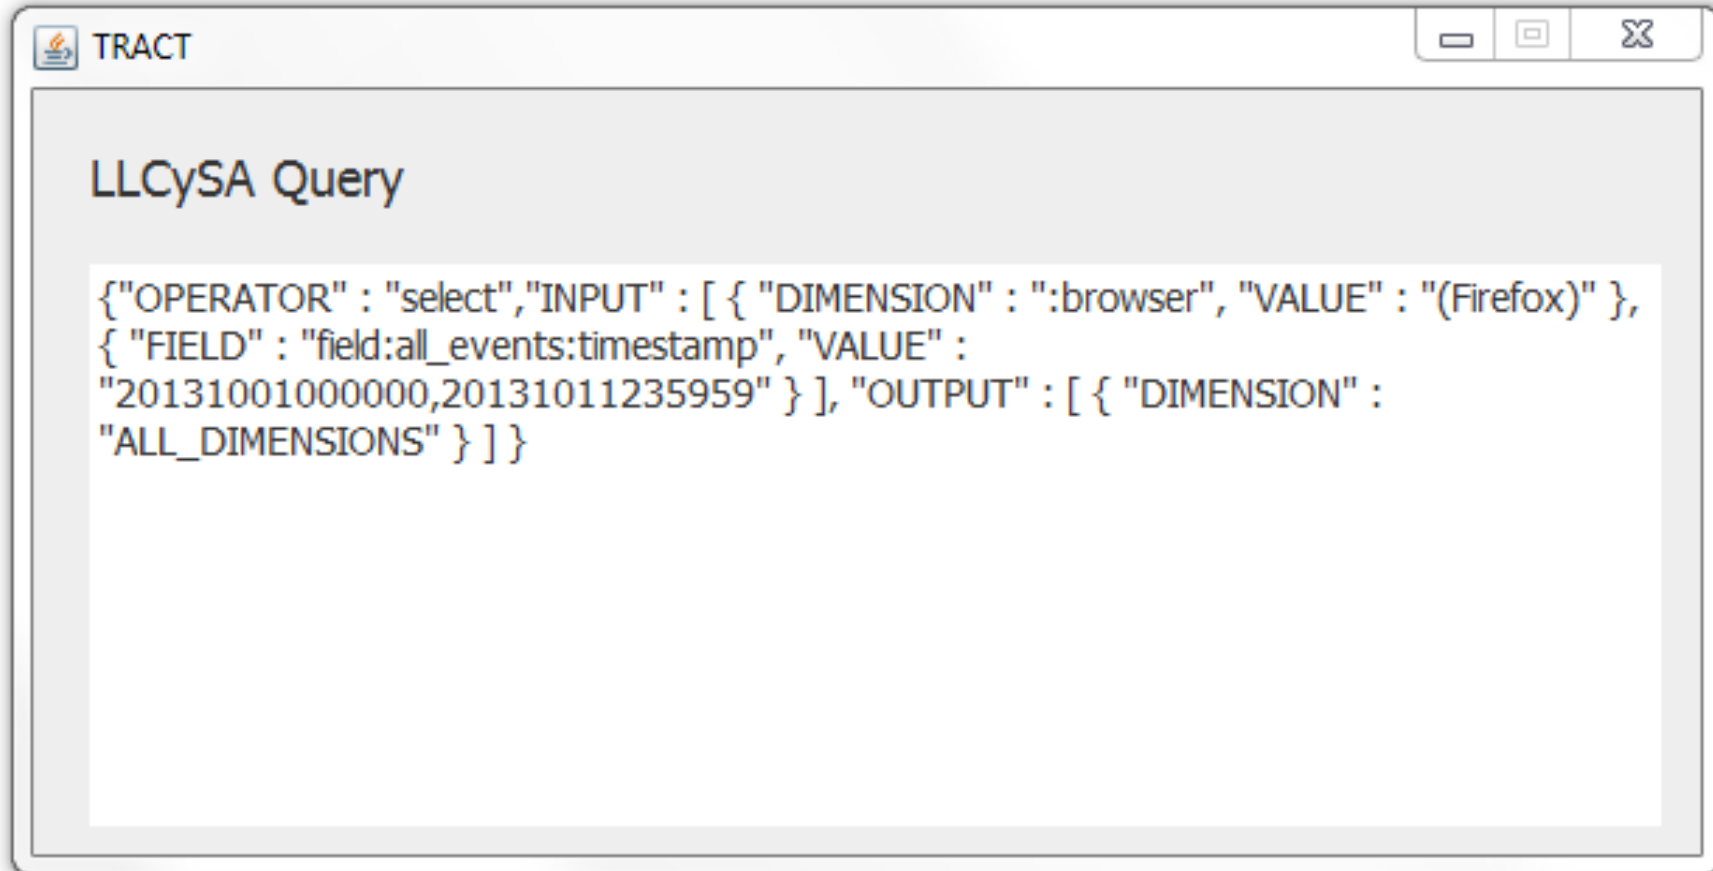 TRACT
LLCySA Query
{"OPERATOR" : "select","INPUT" : [ { "DIMENSION" : ":browser", "VALUE" : "(Firefox)" },
{ "FIELD" : "field:all_events:timestamp", "VALUE" :
"20131001000000,20131011235959" } ], "OUTPUT" : [ { "DIMENSION" :
"ALL_DIMENSIONS" } ] }